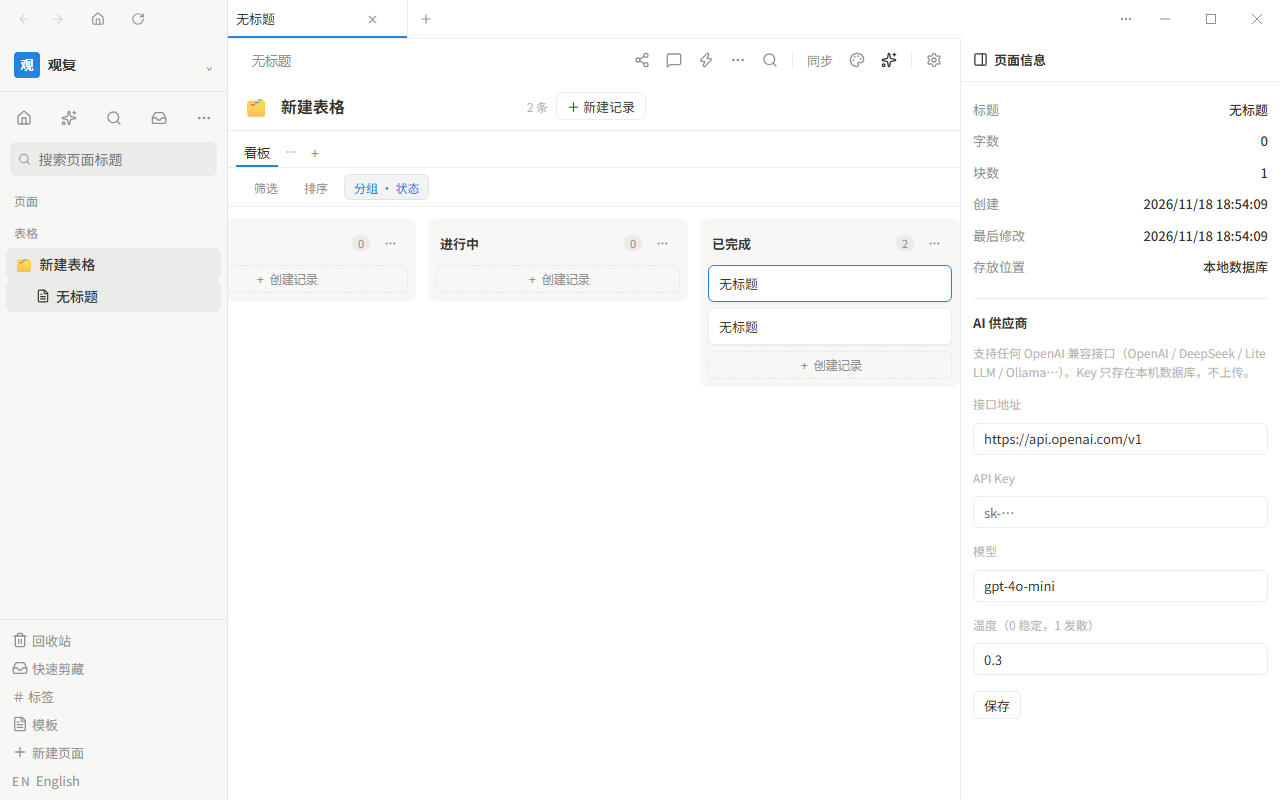 无标题
观 观复
搜索页面标题
页面
表格
新建表格
无标题
回收站
快速剪藏
# 标签
模板
新建页面
EN English
无标题
同步
新建表格
2 条
新建记录
看板
筛选
排序
分组 · 状态
0
+ 创建记录
进行中
0
+ 创建记录
已完成
2
无标题
无标题
+ 创建记录
页面信息
标题 无标题
字数 0
块数 1
创建 2026/11/18 18:54:09
最后修改 2026/11/18 18:54:09
存放位置 本地数据库
AI 供应商
支持任何 OpenAI 兼容接口（OpenAI / DeepSeek / Lite
LLM / Ollama…）。Key 只存在本机数据库，不上传。
接口地址
https://api.openai.com/v1
API Key
sk-…
模型
gpt-4o-mini
温度（0 稳定，1 发散）
0.3
保存